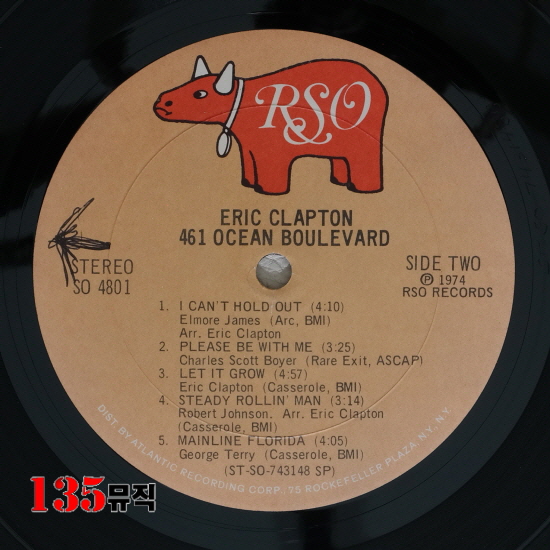 RSO
ERIC CLAPTON
461 OCEAN BOULEVARD
STEREO
SO 4801
SIDE TWO
℗ 1974
RSO RECORDS
1. I CAN'T HOLD OUT (4:10)
Elmore James (Arc, BMI)
Arr. Eric Clapton
2. PLEASE BE WITH ME (3:25)
Charles Scott Boyer (Rare Exit, ASCAP)
3. LET IT GROW (4:57)
Eric Clapton (Casserole, BMI)
4. STEADY ROLLIN' MAN (3:14)
Robert Johnson. Arr. Eric Clapton
(Casserole, BMI)
5. MAINLINE FLORIDA (4:05)
George Terry (Casserole, BMI)
(ST-SO-743148 SP)
DIST. BY ATLANTIC RECORDING CORP. 75 ROCKEFELLER PLAZA, N.Y., N.Y.
135뮤직